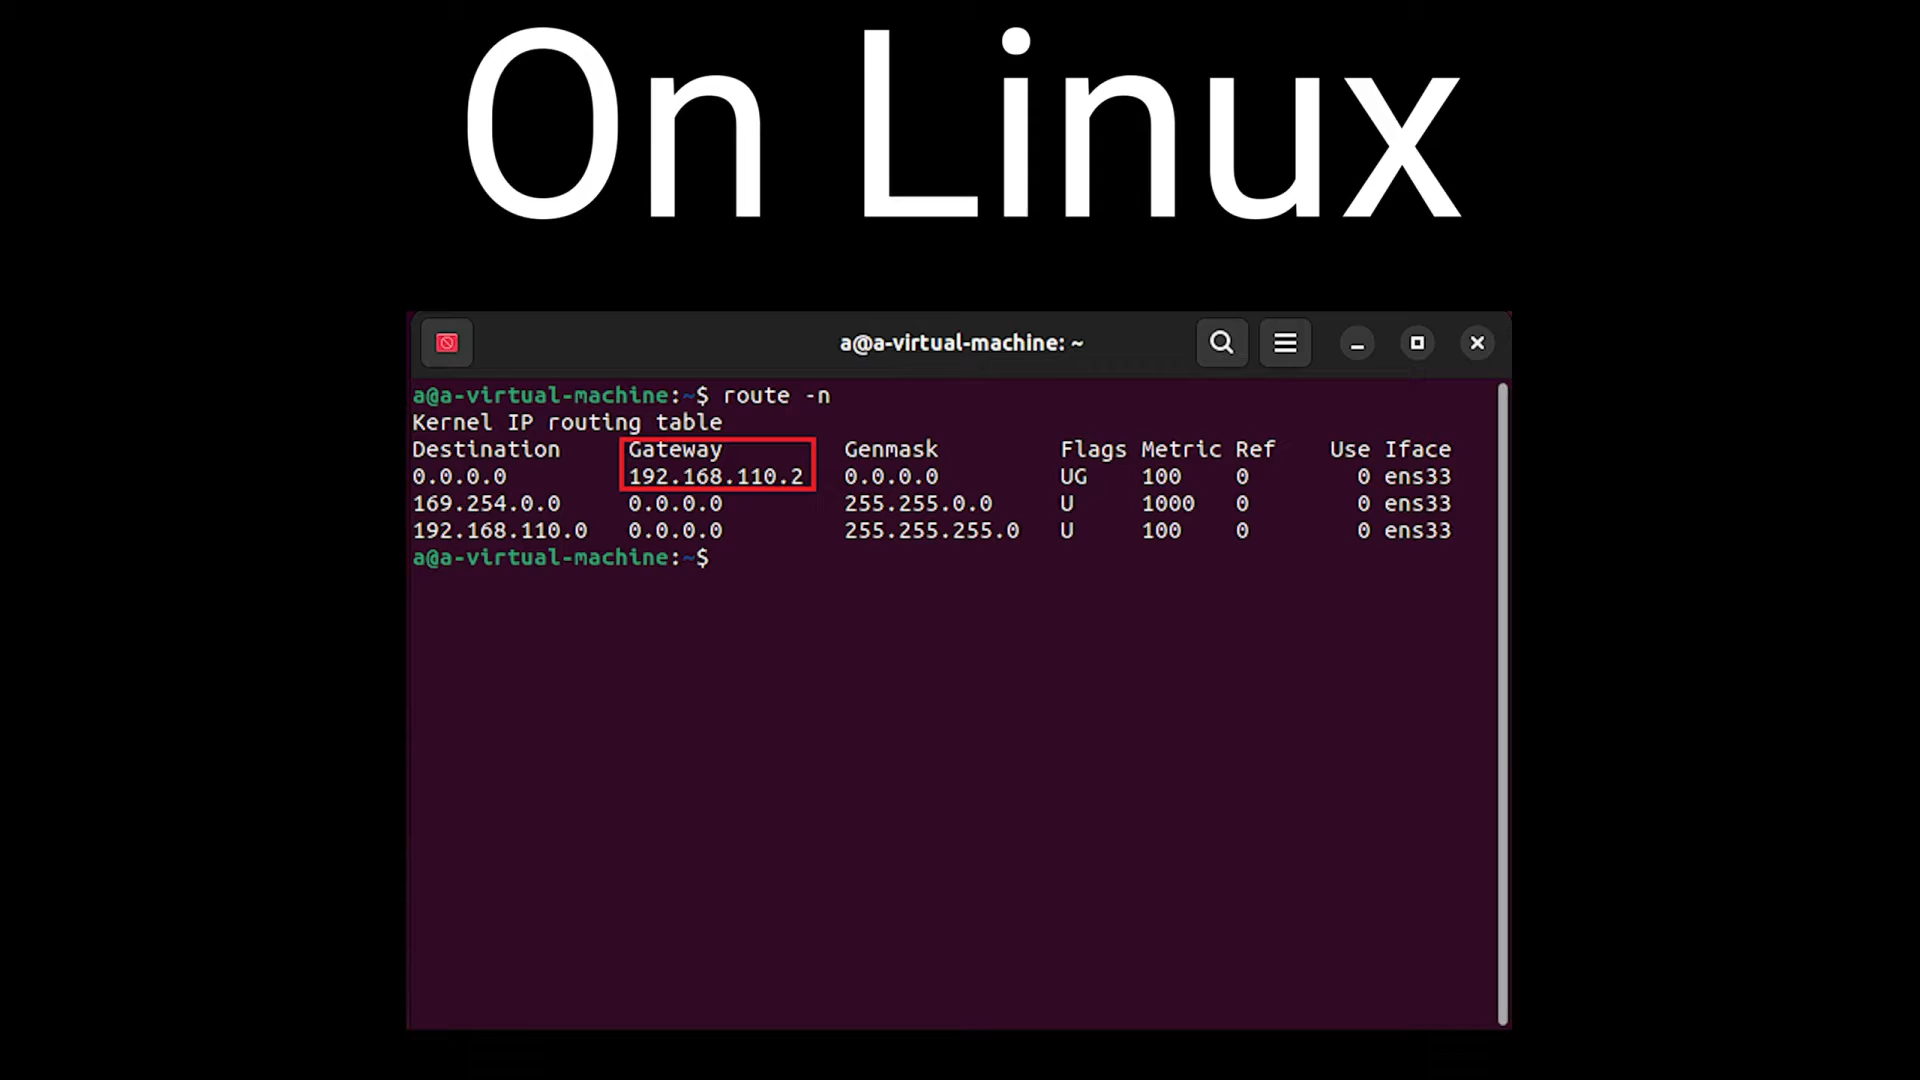 On Linux
a@a-virtual-machine: ~
a@a-virtual-machine:~$ route -n
Kernel IP routing table
Destination Gateway Genmask Flags Metric Ref Use Iface
0.0.0.0 192.168.110.2 0.0.0.0 UG 100 0 0 ens33
169.254.0.0 0.0.0.0 255.255.0.0 U 1000 0 0 ens33
192.168.110.0 0.0.0.0 255.255.255.0 U 100 0 0 ens33
a@a-virtual-machine:~$